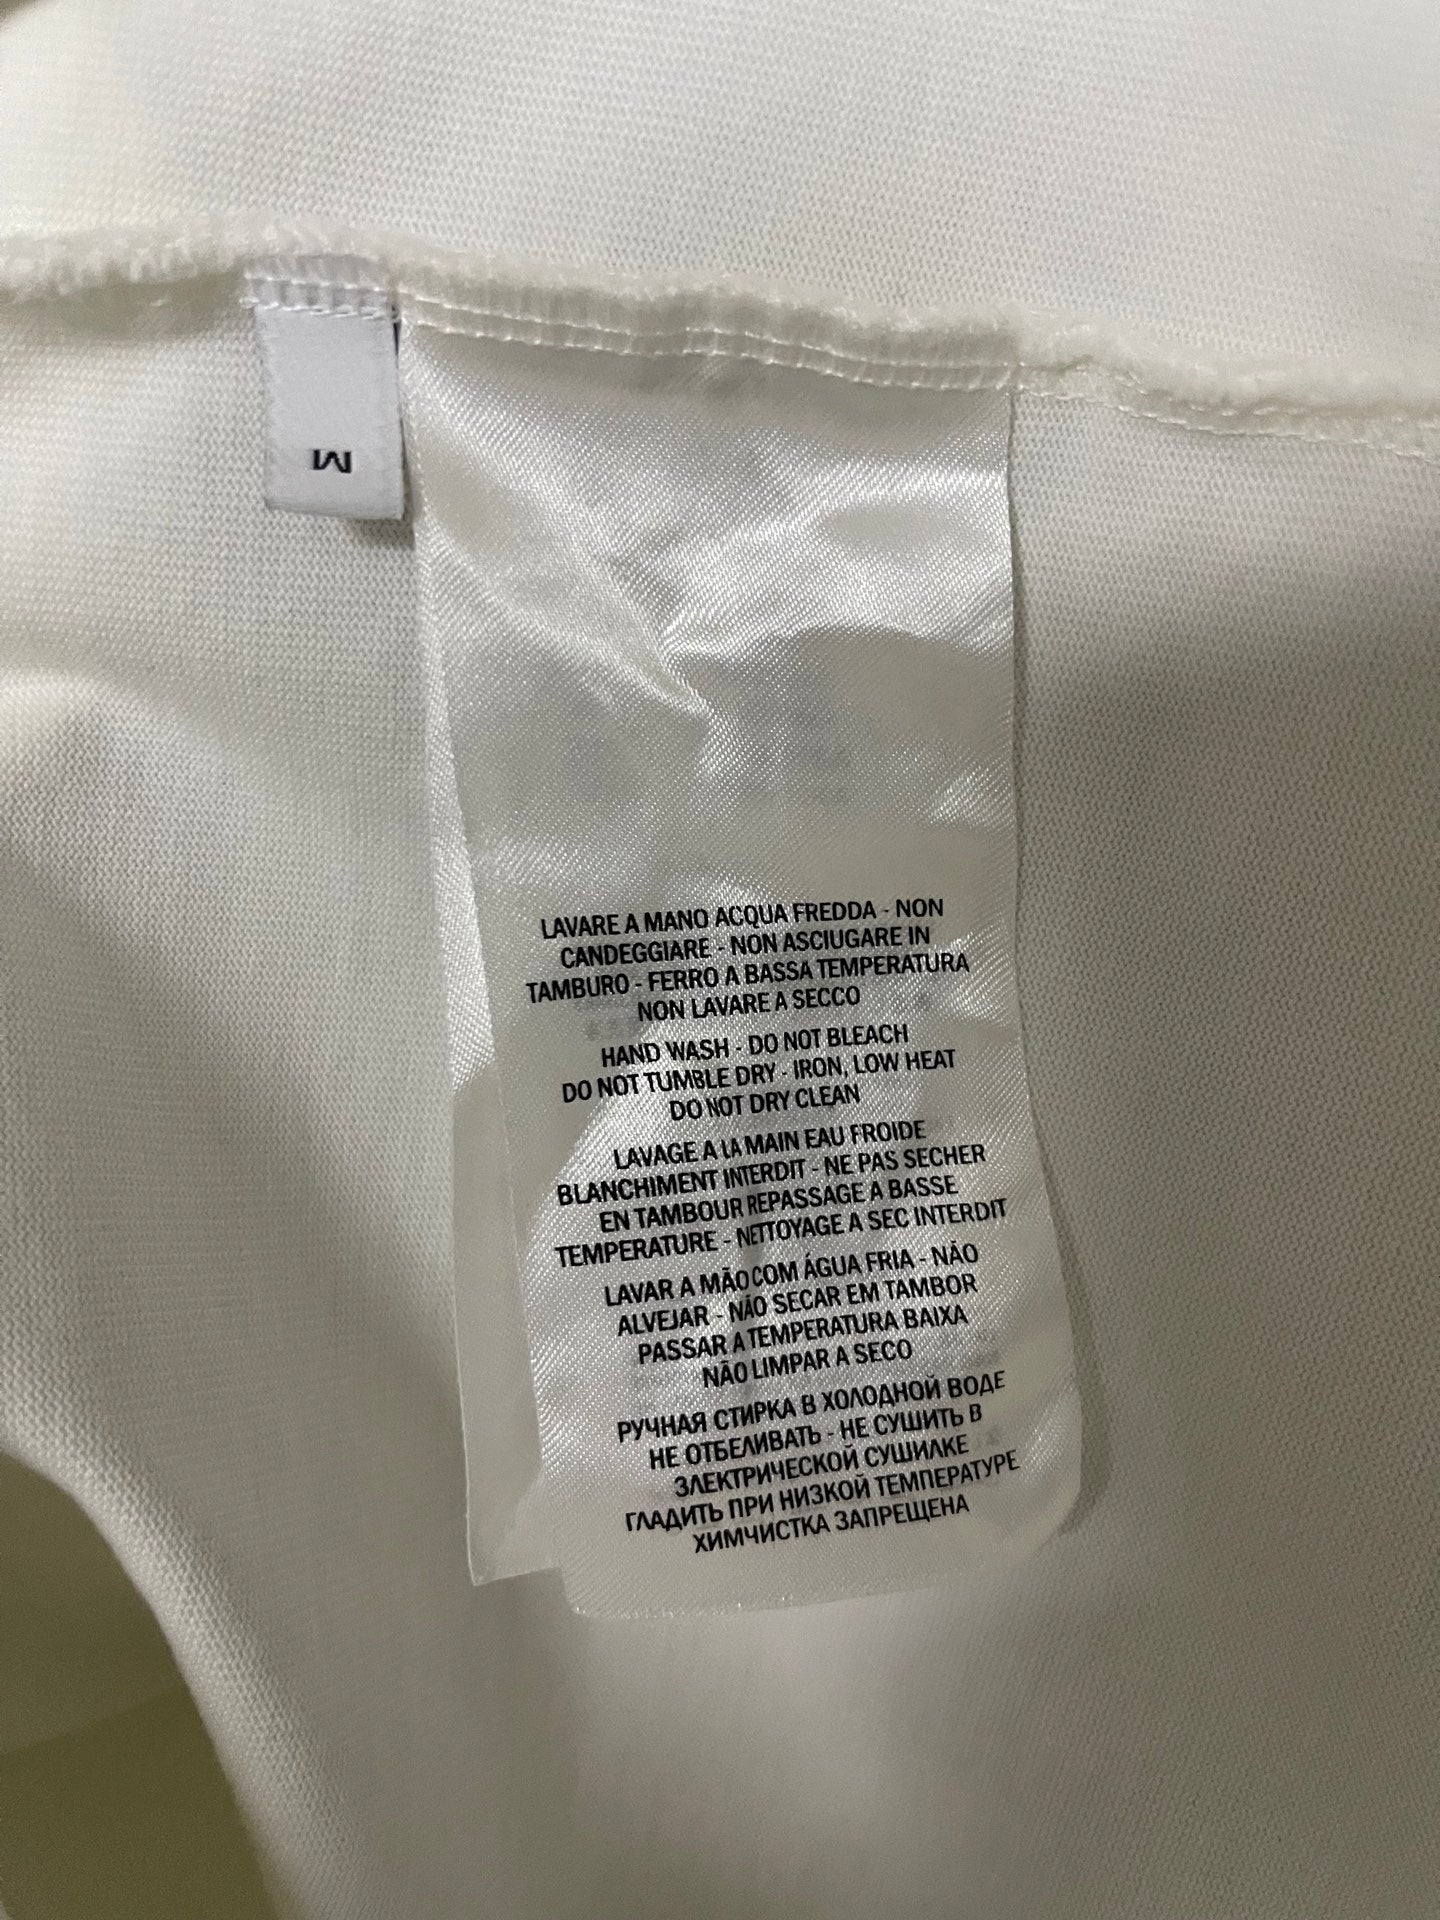 M
LAVARE A MANO ACQUA FREDDA - NON
CANDEGGIARE - NON ASCIUGARE IN
TAMBURO - FERRO A BASSA TEMPERATURA
NON LAVARE A SECCO
HAND WASH - DO NOT BLEACH
DO NOT TUMBLE DRY - IRON, LOW HEAT
DO NOT DRY CLEAN
LAVAGE A LA MAIN EAU FROIDE
BLANCHIMENT INTERDIT - NE PAS SECHER
EN TAMBOUR REPASSAGE A BASSE
TEMPERATURE - NETTOYAGE A SEC INTERDIT
LAVAR A MÃO COM ÁGUA FRIA - NÃO
ALVEJAR - NÃO SECAR EM TAMBOR
PASSAR A TEMPERATURA BAIXA
NÃO LIMPAR A SECO
РУЧНАЯ СТИРКА В ХОЛОДНОЙ ВОДЕ
НЕ ОТБЕЛИВАТЬ - НЕ СУШИТЬ В
ЗЛЕКТРИЧЕСКОЙ СУШИЛКЕ
ГЛАДИТЬ ПРИ НИЗКОЙ ТЕМПЕРАТУРЕ
ХИМЧИСТКА ЗАПРЕЩЕНА